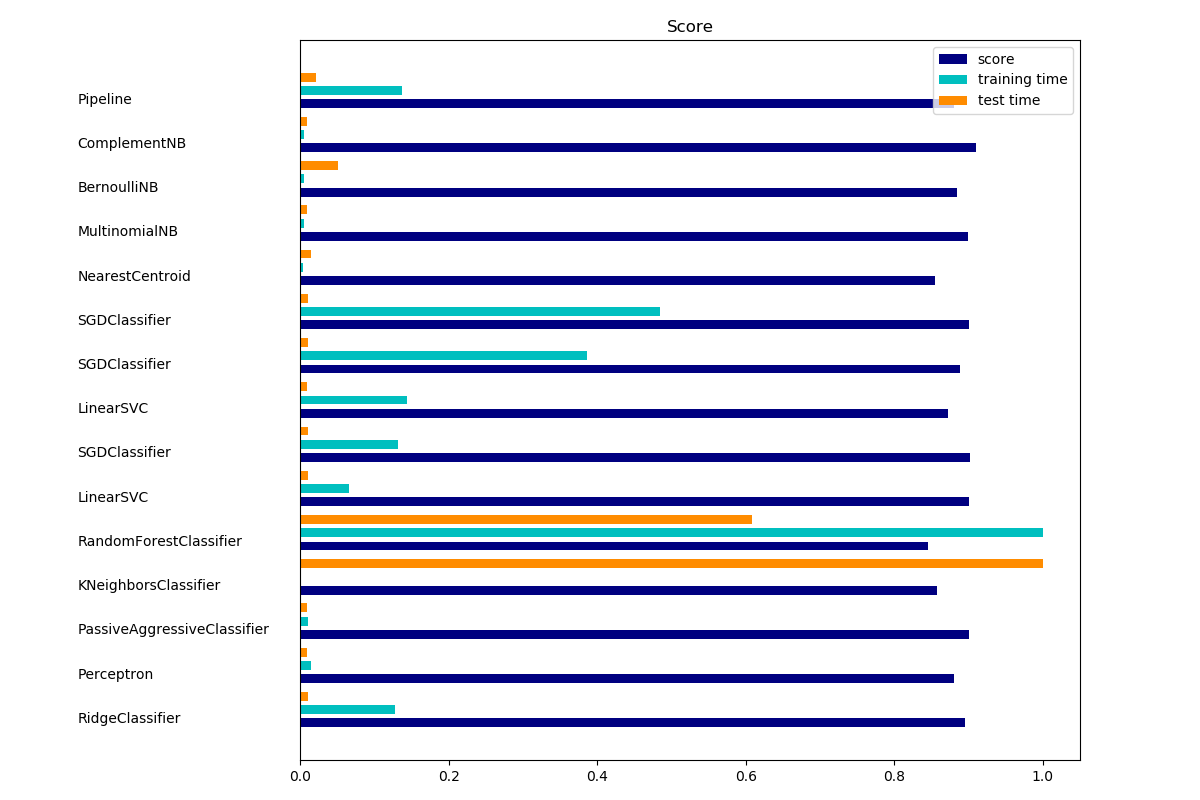 Score
score
training time
test time
Pipeline
ComplementNB
BernoulliNB
MultinomialNB
NearestCentroid
SGDClassifier
SGDClassifier
LinearSVC
SGDClassifier
LinearSVC
RandomForestClassifier
KNeighborsClassifier
PassiveAggressiveClassifier
Perceptron
RidgeClassifier
0.0 0.2 0.4 0.6 0.8 1.0